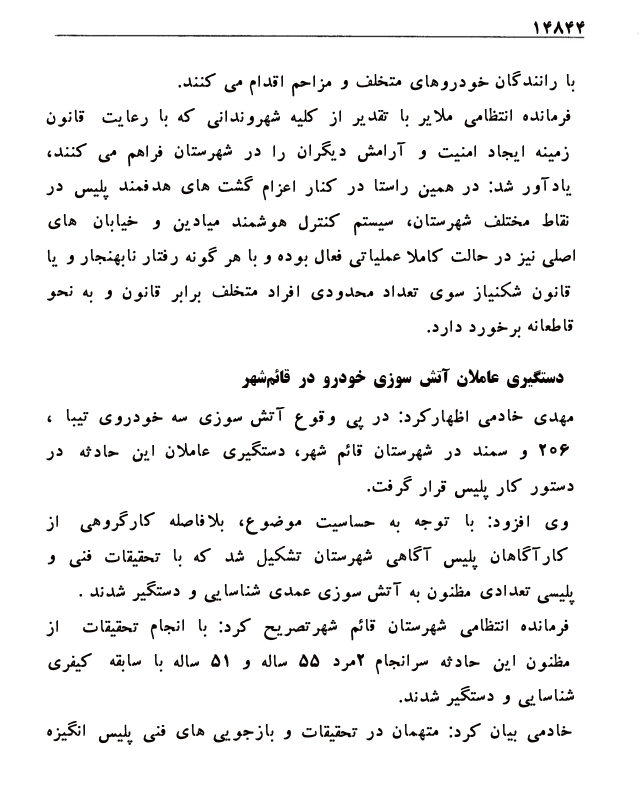 ۱۴۸۴۴
با رانندگان خودروهای متخلف و مزاحم اقدام می کنند.
فرمانده انتظامی ملایر با تقدیر از کلیه شهروندانی که با رعایت قانون
زمینه ایجاد امنیت و آرامش دیگران را در شهرستان فراهم می کنند،
یادآور شد: در همین راستا در کنار اعزام گشت های هدفمند پلیس در
نقاط مختلف شهرستان، سیستم کنترل هوشمند میادین و خیابان های
اصلی نیز در حالت کاملا عملیاتی فعال بوده و با هر گونه رفتار نابهنجار و یا
قانون شکنیاز سوی تعداد محدودی افراد متخلف برابر قانون و به نحو
قاطعانه برخورد دارد.
دستگیری عاملان آتش سوزی خودرو در قائم‌شهر
مهدی خادمی اظهارکرد: در پی وقوع آتش سوزی سه خودروی تیبا ،
۲۰۶ و سمند در شهرستان قائم شهر، دستگیری عاملان این حادثه در
دستور کار پلیس قرار گرفت.
وی افزود: با توجه به حساسیت موضوع، بلافاصله کارگروهی از
کارآگاهان پلیس آگاهی شهرستان تشکیل شد که با تحقیقات فنی و
پلیسی تعدادی مظنون به آتش سوزی عمدی شناسایی و دستگیر شدند .
فرمانده انتظامی شهرستان قائم شهرتصریح کرد: با انجام تحقیقات از
مظنون این حادثه سرانجام ۲مرد ۵۵ ساله و ۵۱ ساله با سابقه کیفری
شناسایی و دستگیر شدند.
خادمی بیان کرد: متهمان در تحقیقات و بازجویی های فنی پلیس انگیزه